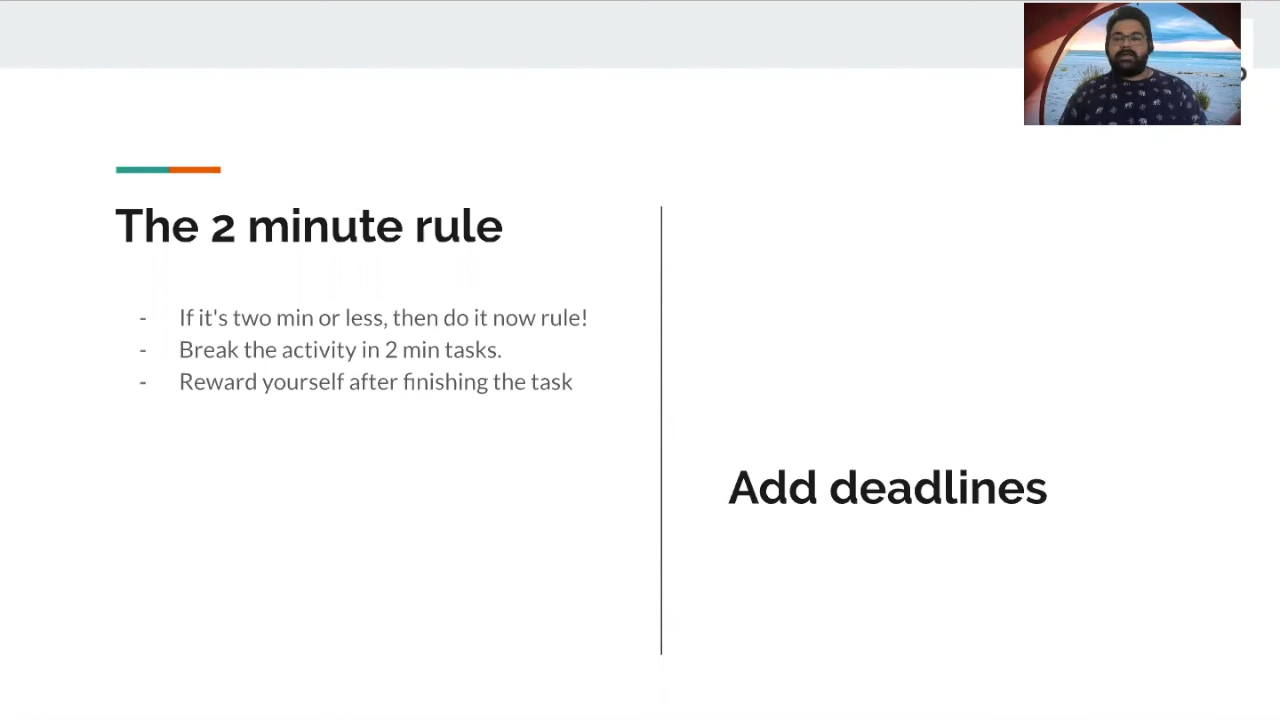 The 2 minute rule
- If it's two min or less, then do it now rule!
- Break the activity in 2 min tasks.
- Reward yourself after finishing the task
Add deadlines